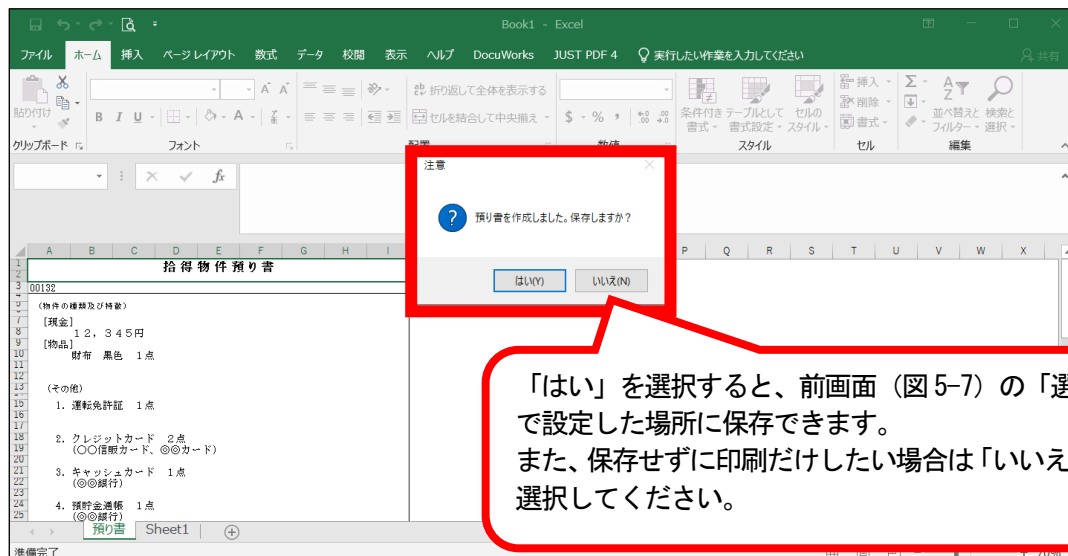 Book1 - Excel
ファイル ホーム 挿入 ページ レイアウト 数式 データ 校閲 表示 ヘルプ DocuWorks JUST PDF 4 実行したい作業を入力してください 共有
貼り付け
B I U A
折り返して全体を表示する
セルを結合して中央揃え
$ - % ,
条件付き書式
テーブルとして書式設定
セルのスタイル
挿入
削除
書式
並べ替えとフィルター
検索と選択
クリップボード フォント 配置 数値 スタイル セル 編集
fx
注意
預り書を作成しました。保存しますか?
はい(Y) いいえ(N)
A B C D E F G H I P Q R S T U V W X
拾得物件預り書
00132
(物件の種類及び特徴)
[現金]
12,345円
[物品]
財布 黒色 1点
(その他)
1. 運転免許証 1点
2. クレジットカード 2点
(〇〇信販カード、◎◎カード)
3. キャッシュカード 1点
(◎◎銀行)
4. 預貯金通帳 1点
(◎◎銀行)
「はい」を選択すると、前画面(図5-7)の「選
で設定した場所に保存できます。
また、保存せずに印刷だけしたい場合は「いいえ
選択してください。
預り書 Sheet1
準備完了